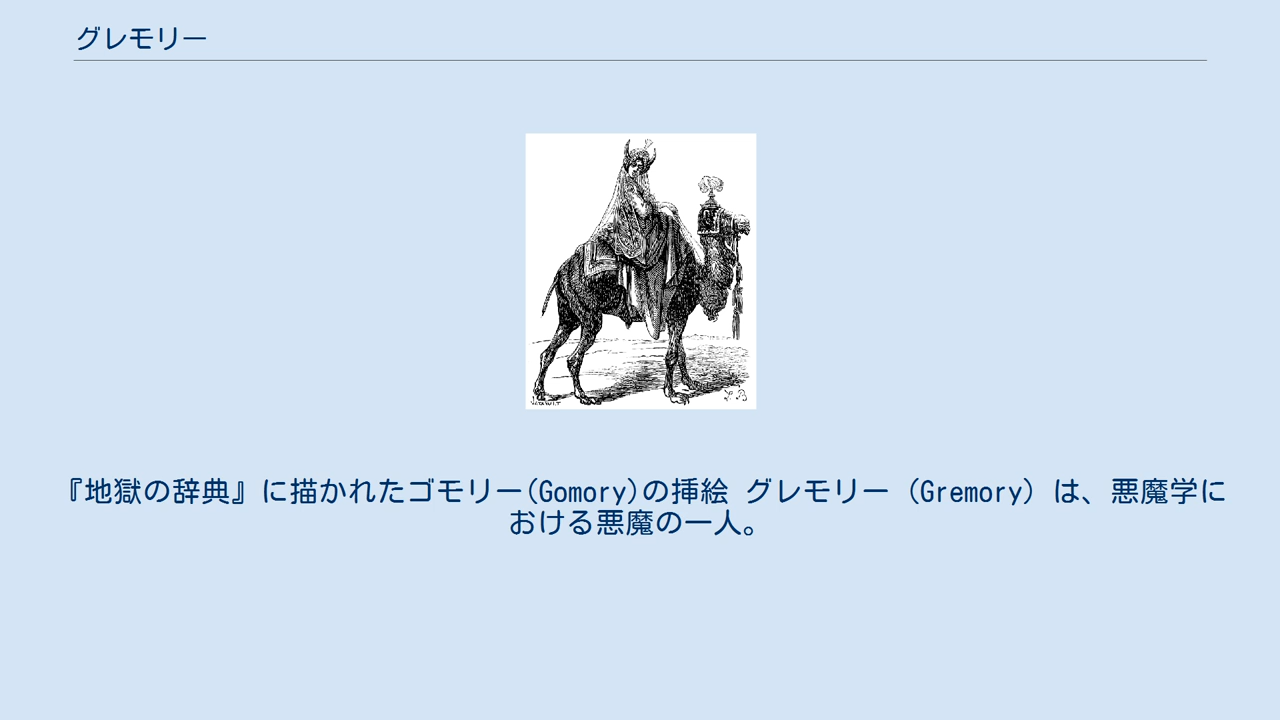 グレモリー
『地獄の辞典』に描かれたゴモリー(Gomory)の挿絵 グレモリー（Gremory）は、悪魔学に
おける悪魔の一人。